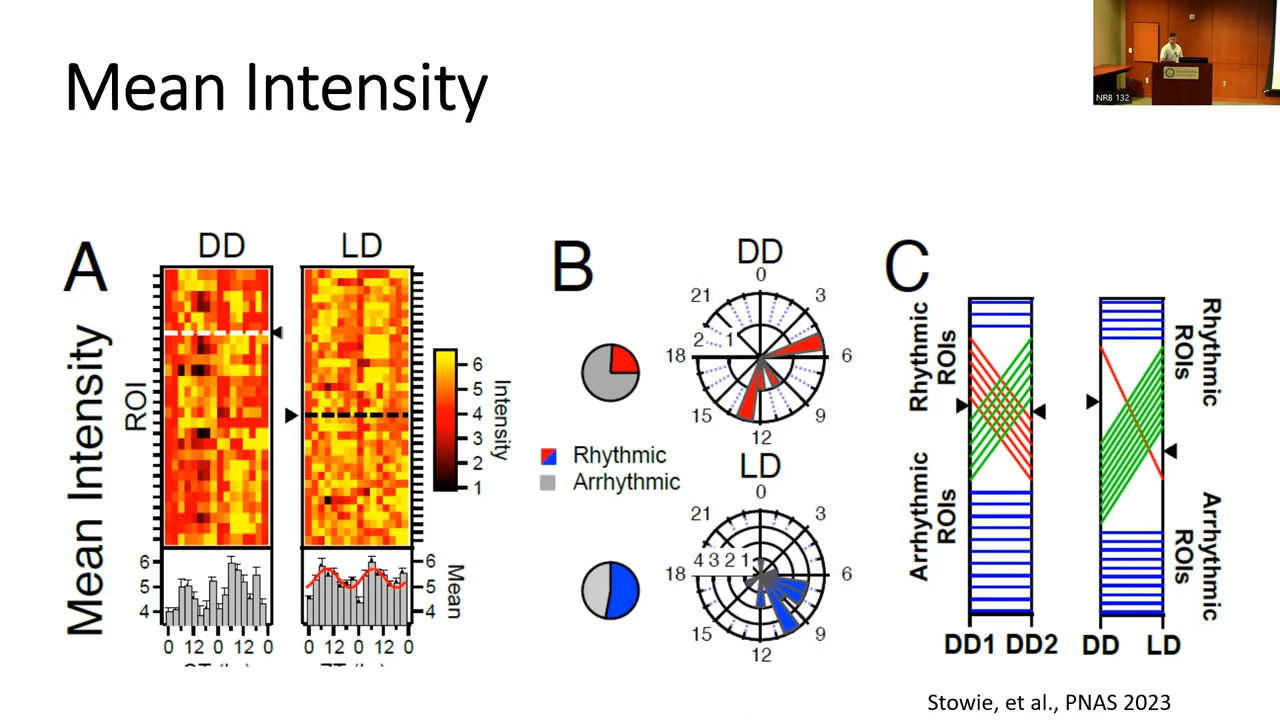 Mean Intensity
NRB 132
A
DD
LD
Mean Intensity
ROI
6
5
4
3
2
1
Intensity
6
5
4
6
5
4
Mean
0 12 0 12 0
0 12 0 12 0
B
DD
0
3
6
9
12
15
18
21
2 1
Rhythmic
Arrhythmic
LD
0
3
6
9
12
15
18
21
4 3 2 1
C
Rhythmic
ROIs
Arrhythmic
ROIs
Rhythmic
ROIs
Arrhythmic
ROIs
DD1 DD2 DD LD
Stowie, et al., PNAS 2023